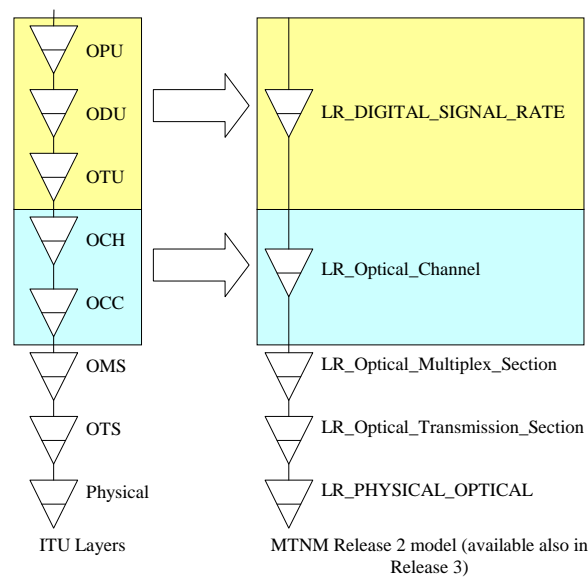 OPU
ODU
OTU
OCH
OCC
OMS
OTS
Physical
ITU Layers
LR_DIGITAL_SIGNAL_RATE
LR_Optical_Channel
LR_Optical_Multiplex_Section
LR_Optical_Transmission_Section
LR_PHYSICAL_OPTICAL
MTNM Release 2 model (available also in
Release 3)